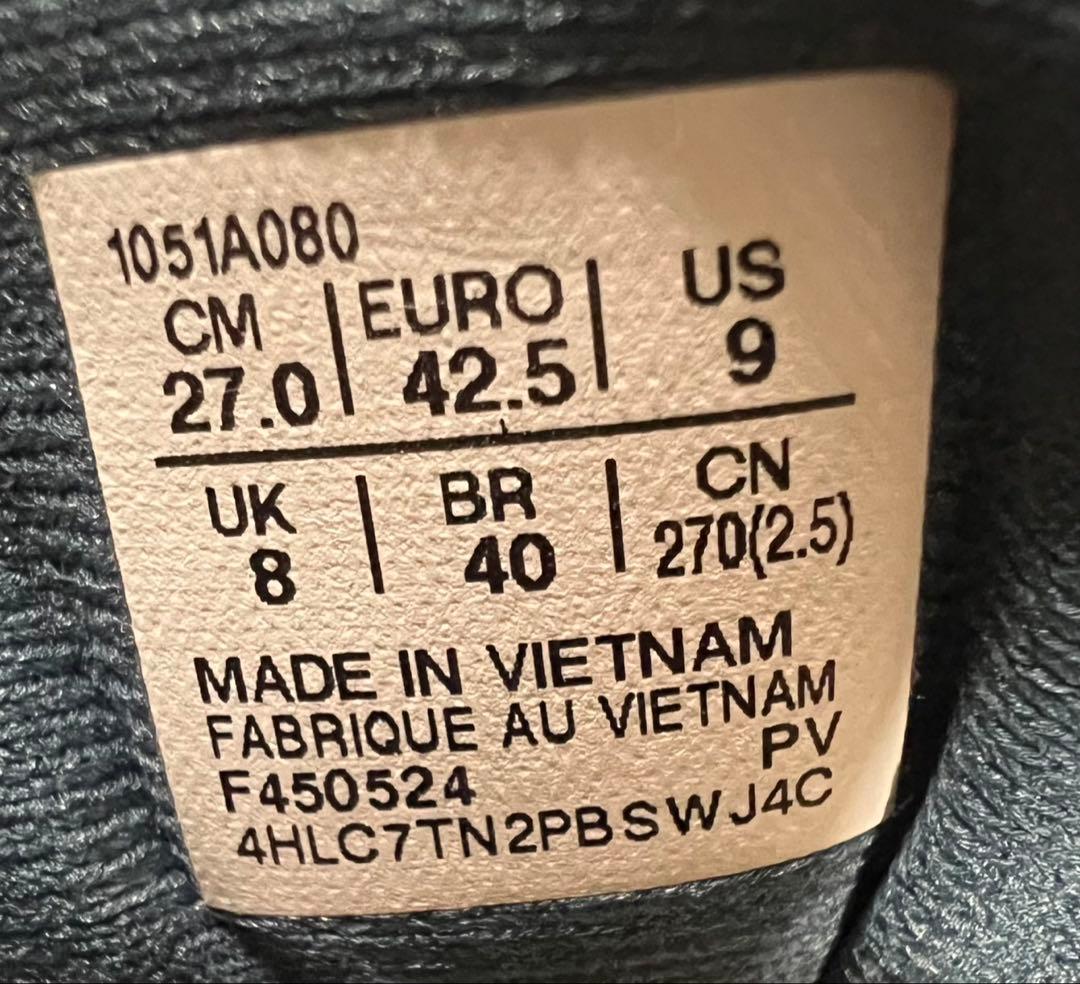 1051A080
CM | EURO | US
27.0 | 42.5 | 9
UK | BR | CN
8 | 40 | 270(2.5)
MADE IN VIETNAM
FABRIQUE AU VIETNAM
F450524 PV
4HLC7TN2PBSWJ4C